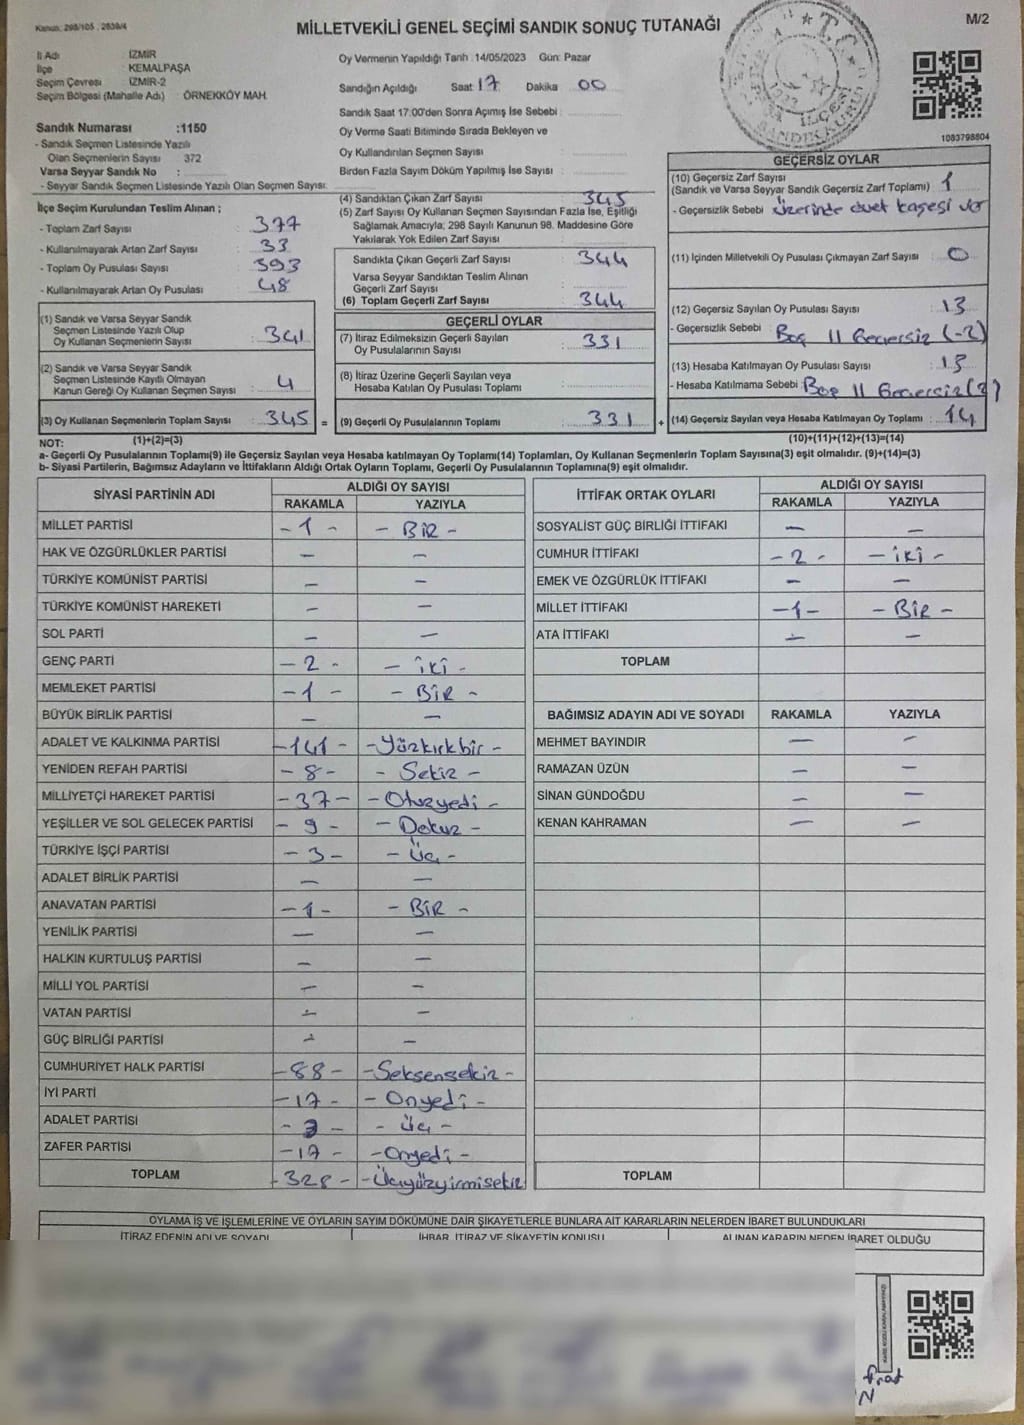 Kanun: 298/105 , 2839/4
MİLLETVEKİLİ GENEL SEÇİMİ SANDIK SONUÇ TUTANAĞI
M/2
İl Adı : İZMİR
İlçe : KEMALPAŞA
Seçim Çevresi : İZMİR-2
Seçim Bölgesi (Mahalle Adı) : ÖRNEKKÖY MAH.
Oy Vermenin Yapıldığı Tarih : 14/05/2023 Gün: Pazar
Sandığın Açıldığı Saat : 17 Dakika : 00
Sandık Saat 17:00'den Sonra Açımış İse Sebebi :
Oy Verme Saati Bitiminde Sırada Bekleyen ve
Oy Kullandırılan Seçmen Sayısı :
Birden Fazla Sayım Döküm Yapılmış İse Sayısı :
T.C.
İLÇESİ
SANDIK KURULU
1083798804
Sandık Numarası :1150
- Sandık Seçmen Listesinde Yazılı
Olan Seçmenlerin Sayısı : 372
Varsa Seyyar Sandık No :
- Seyyar Sandık Seçmen Listesinde Yazılı Olan Seçmen Sayısı:
İlçe Seçim Kurulundan Teslim Alınan ;
- Toplam Zarf Sayısı : 377
- Kullanılmayarak Artan Zarf Sayısı : 33
- Toplam Oy Pusulası Sayısı : 393
- Kullanılmayarak Artan Oy Pusulası : 48
(1) Sandık ve Varsa Seyyar Sandık
Seçmen Listesinde Yazılı Olup
Oy Kullanan Seçmenlerin Sayısı : 341
(2) Sandık ve Varsa Seyyar Sandık
Seçmen Listesinde Kayıtlı Olmayan
Kanun Gereği Oy Kullanan Seçmen Sayısı : 4
(3) Oy Kullanan Seçmenlerin Toplam Sayısı : 345 =
(4) Sandıktan Çıkan Zarf Sayısı : 345
(5) Zarf Sayısı Oy Kullanan Seçmen Sayısından Fazla İse, Eşitliği
Sağlamak Amacıyla; 298 Sayılı Kanunun 98. Maddesine Göre
Yakılarak Yok Edilen Zarf Sayısı :
Sandıkta Çıkan Geçerli Zarf Sayısı : 344
Varsa Seyyar Sandıktan Teslim Alınan
Geçerli Zarf Sayısı :
(6) Toplam Geçerli Zarf Sayısı : 344
GEÇERLİ OYLAR
(7) İtiraz Edilmeksizin Geçerli Sayılan
Oy Pusulalarının Sayısı : 331
(8) İtiraz Üzerine Geçerli Sayılan veya
Hesaba Katılan Oy Pusulası Toplamı :
(9) Geçerli Oy Pusulalarının Toplamı : 331 +
GEÇERSİZ OYLAR
(10) Geçersiz Zarf Sayısı : 1
(Sandık ve Varsa Seyyar Sandık Geçersiz Zarf Toplamı)
- Geçersizlik Sebebi : Üzerinde evet kaşesi var
(11) İçinden Milletvekili Oy Pusulası Çıkmayan Zarf Sayısı : 0
(12) Geçersiz Sayılan Oy Pusulası Sayısı : 13
- Geçersizlik Sebebi : Boş 11 Geçersiz (-2)
(13) Hesaba Katılmayan Oy Pusulası Sayısı : 13
- Hesaba Katılmama Sebebi : Boş 11 Geçersiz (2)
(14) Geçersiz Sayılan veya Hesaba Katılmayan Oy Toplamı : 14
NOT: (1)+(2)=(3) (10)+(11)+(12)+(13)=(14)
a- Geçerli Oy Pusulalarının Toplamı(9) ile Geçersiz Sayılan veya Hesaba katılmayan Oy Toplam(14) Toplamları, Oy Kullanan Seçmenlerin Toplam Sayısına(3) eşit olmalıdır. (9)+(14)=(3)
b- Siyasi Partilerin, Bağımsız Adayların ve İttifakların Aldığı Ortak Oyların Toplamı, Geçerli Oy Pusulalarının Toplamına(9) eşit olmalıdır.
SİYASİ PARTİNİN ADI ALDIĞI OY SAYISI
RAKAMLA YAZIYLA
MİLLET PARTİSİ -1- -BİR-
HAK VE ÖZGÜRLÜKLER PARTİSİ - -
TÜRKİYE KOMÜNİST PARTİSİ - -
TÜRKİYE KOMÜNİST HAREKETİ - -
SOL PARTİ - -
GENÇ PARTİ -2- -İki-
MEMLEKET PARTİSİ -1- -BİR-
BÜYÜK BİRLİK PARTİSİ - -
ADALET VE KALKINMA PARTİSİ -141- -Yüzkırkbir-
YENİDEN REFAH PARTİSİ -8- -Sekiz-
MİLLİYETÇİ HAREKET PARTİSİ -37- -Otuzyedi-
YEŞİLLER VE SOL GELECEK PARTİSİ -9- -Dokuz-
TÜRKİYE İŞÇİ PARTİSİ -3- -Üç-
ADALET BİRLİK PARTİSİ - -
ANAVATAN PARTİSİ -1- -BİR-
YENİLİK PARTİSİ - -
HALKIN KURTULUŞ PARTİSİ - -
MİLLİ YOL PARTİSİ - -
VATAN PARTİSİ - -
GÜÇ BİRLİĞİ PARTİSİ - -
CUMHURİYET HALK PARTİSİ -88- -Seksensekiz-
İYİ PARTİ -17- -Onyedi-
ADALET PARTİSİ -3- -Üç-
ZAFER PARTİSİ -17- -Onyedi-
TOPLAM -328- -Üçyüzyirmisekiz
İTTİFAK ORTAK OYLARI ALDIĞI OY SAYISI
RAKAMLA YAZIYLA
SOSYALİST GÜÇ BİRLİĞİ İTTİFAKI - -
CUMHUR İTTİFAKI -2- -İki-
EMEK VE ÖZGÜRLÜK İTTİFAKI - -
MİLLET İTTİFAKI -1- -BİR-
ATA İTTİFAKI - -
TOPLAM
BAĞIMSIZ ADAYIN ADI VE SOYADI RAKAMLA YAZIYLA
MEHMET BAYINDIR - -
RAMAZAN ÜZÜN - -
SİNAN GÜNDOĞDU - -
KENAN KAHRAMAN - -
TOPLAM
OYLAMA İŞ VE İŞLEMLERİNE VE OYLARIN SAYIM DÖKÜMÜNE DAİR ŞİKAYETLERLE BUNLARA AİT KARARLARIN NELERDEN İBARET BULUNDUKLARI
İTİRAZ EDENİN ADI VE SOYADI İHBAR, İTİRAZ VE ŞİKAYETİN KONUSU ALINAN KARARIN NEDEN İBARET OLDUĞU